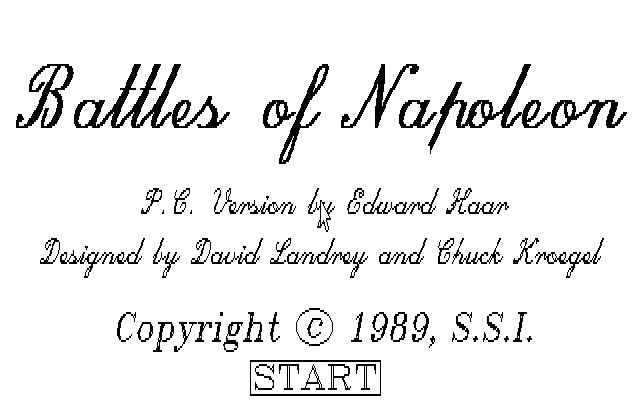 Battles of Napoleon
P.C. Version by Edward Haar
Designed by David Landrey and Chuck Kroegel
Copyright © 1989, S.S.I.
START